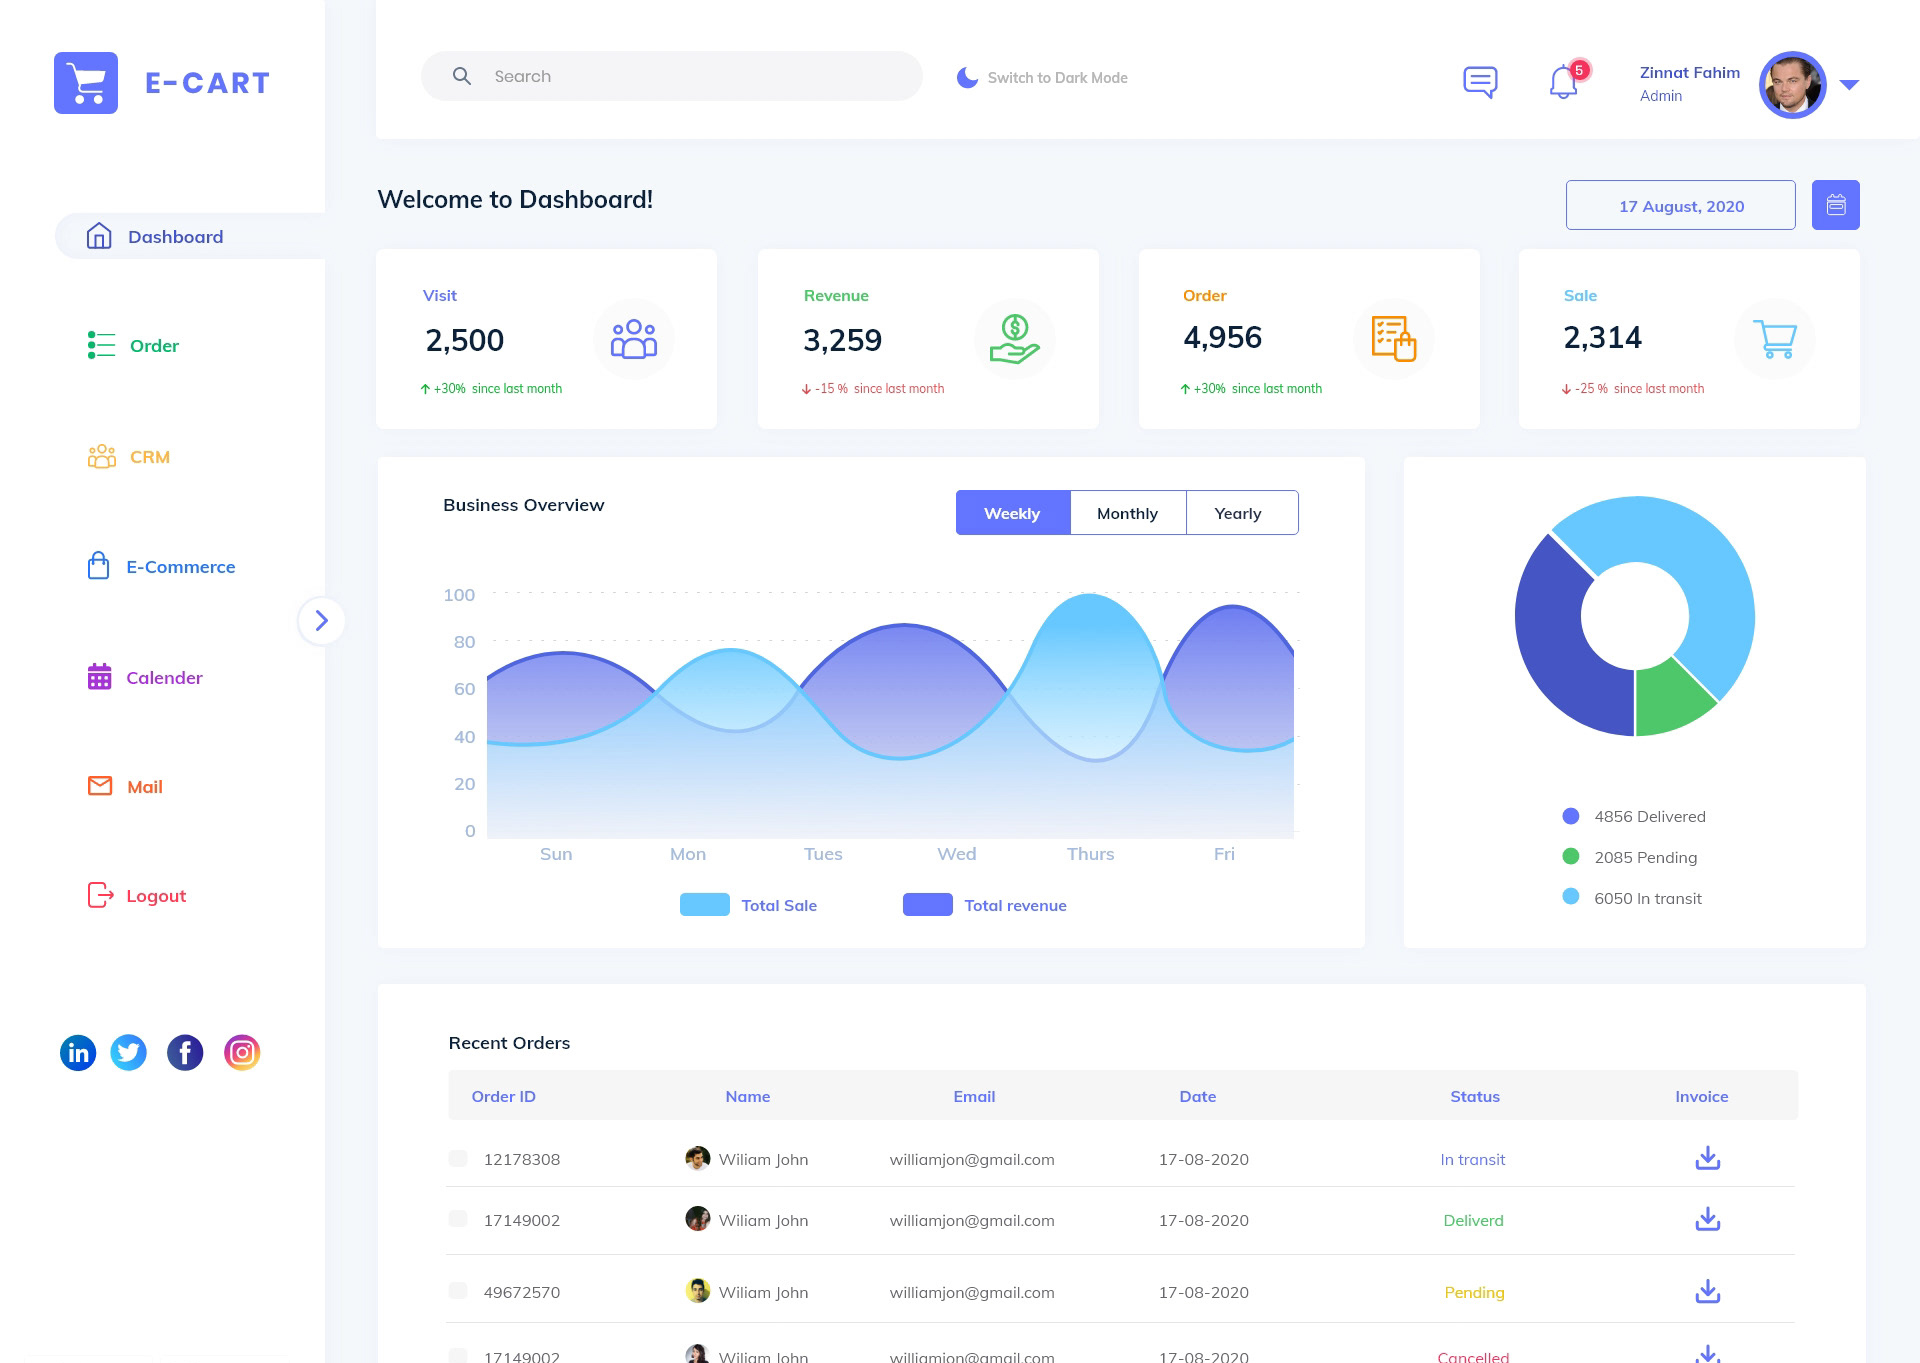 E-CART
Search
Switch to Dark Mode
5
Zinnat Fahim
Admin
Welcome to Dashboard!
17 August, 2020
Dashboard
Order
CRM
E-Commerce
Calender
Mail
Logout
in
f
Visit
2,500
+30% since last month
Revenue
3,259
$
-15 % since last month
Order
4,956
+30% since last month
Sale
2,314
-25 % since last month
Business Overview
Weekly Monthly Yearly
100
80
60
40
20
0
Sun Mon Tues Wed Thurs Fri
Total Sale Total revenue
4856 Delivered
2085 Pending
6050 In transit
Recent Orders
Order ID Name Email Date Status Invoice
12178308 Wiliam John williamjon@gmail.com 17-08-2020 In transit
17149002 Wiliam John williamjon@gmail.com 17-08-2020 Deliverd
49672570 Wiliam John williamjon@gmail.com 17-08-2020 Pending
17149002 Wiliam John williamjon@gmail.com 17-08-2020 Cancelled